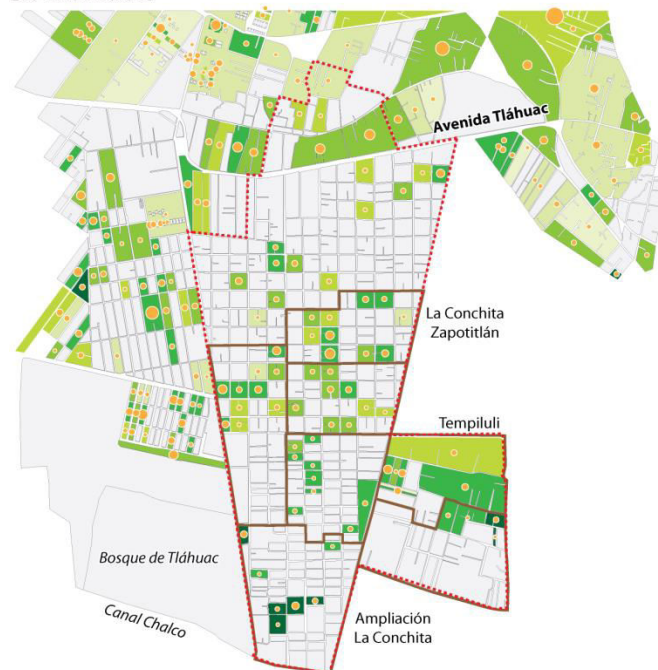 Avenida Tláhuac
La Conchita
Zapotitlán
Tempiluli
Bosque de Tláhuac
Canal Chalco
Ampliación
La Conchita